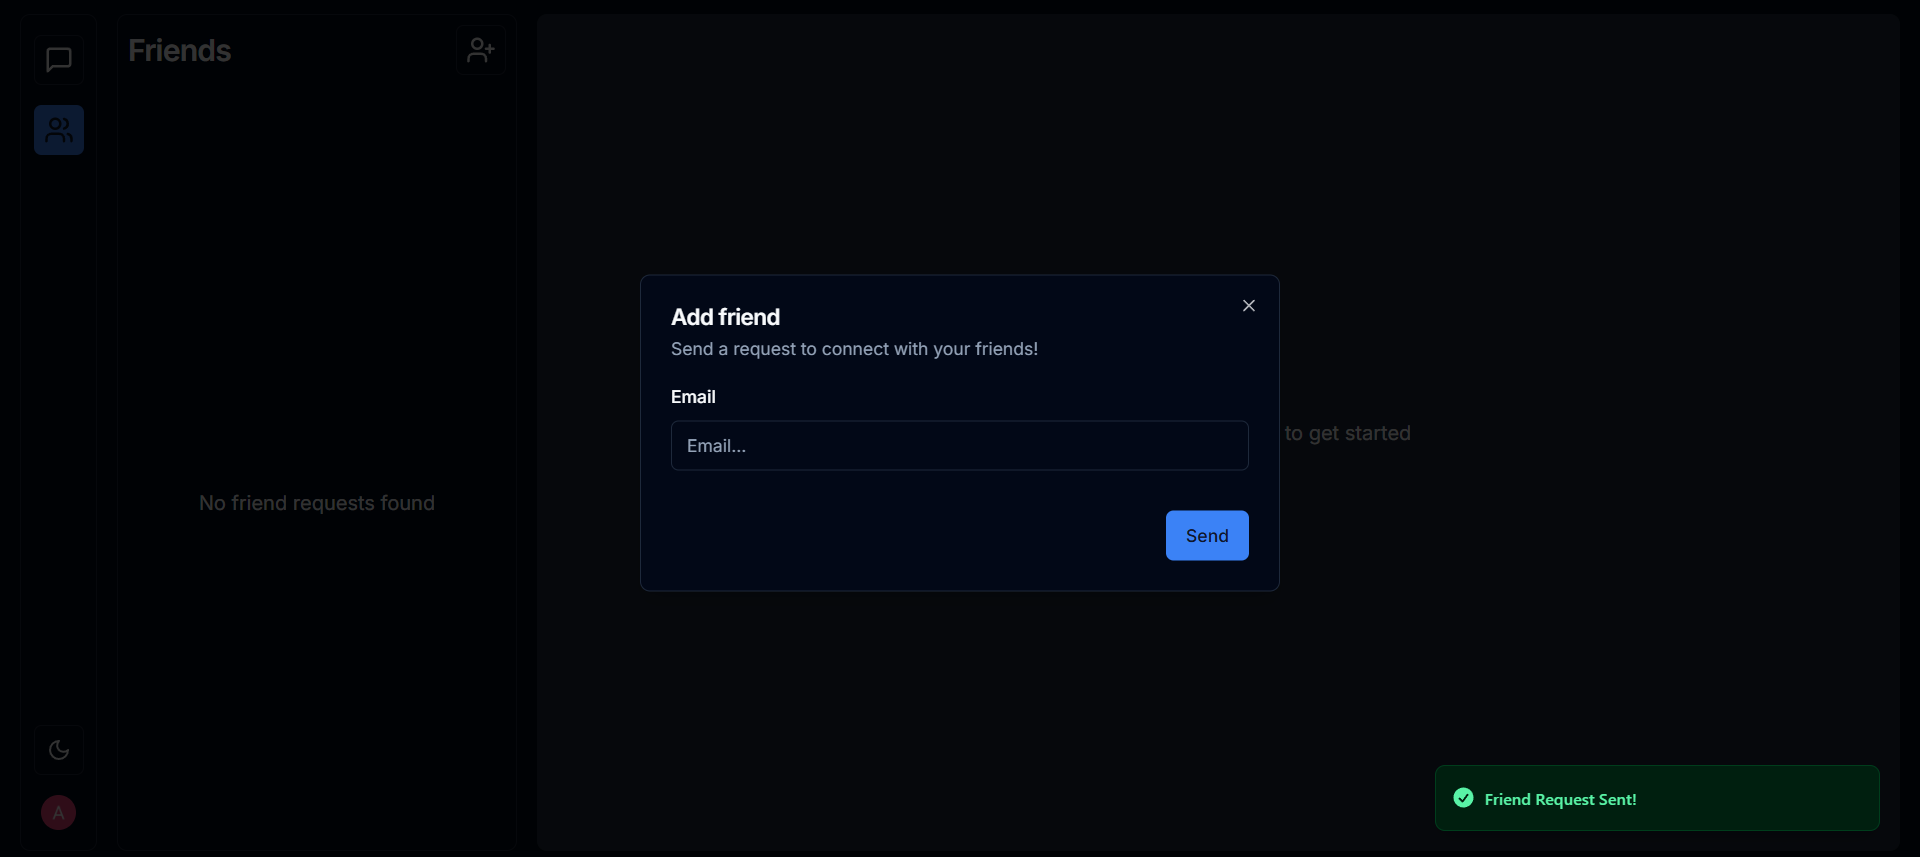 Friends
Add friend
Send a request to connect with your friends!
Email
Email...
to get started
No friend requests found
Send
A
Friend Request Sent!